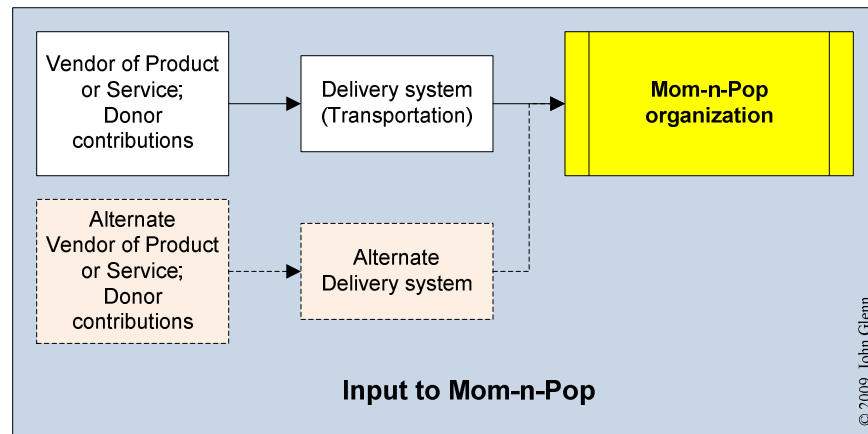 Vendor of Product
or Service;
Donor
contributions
Delivery system
(Transportation)
Mom-n-Pop
organization
Alternate
Vendor of Product
or Service;
Donor
contributions
Alternate
Delivery system
Input to Mom-n-Pop
© 2009 John Glenn